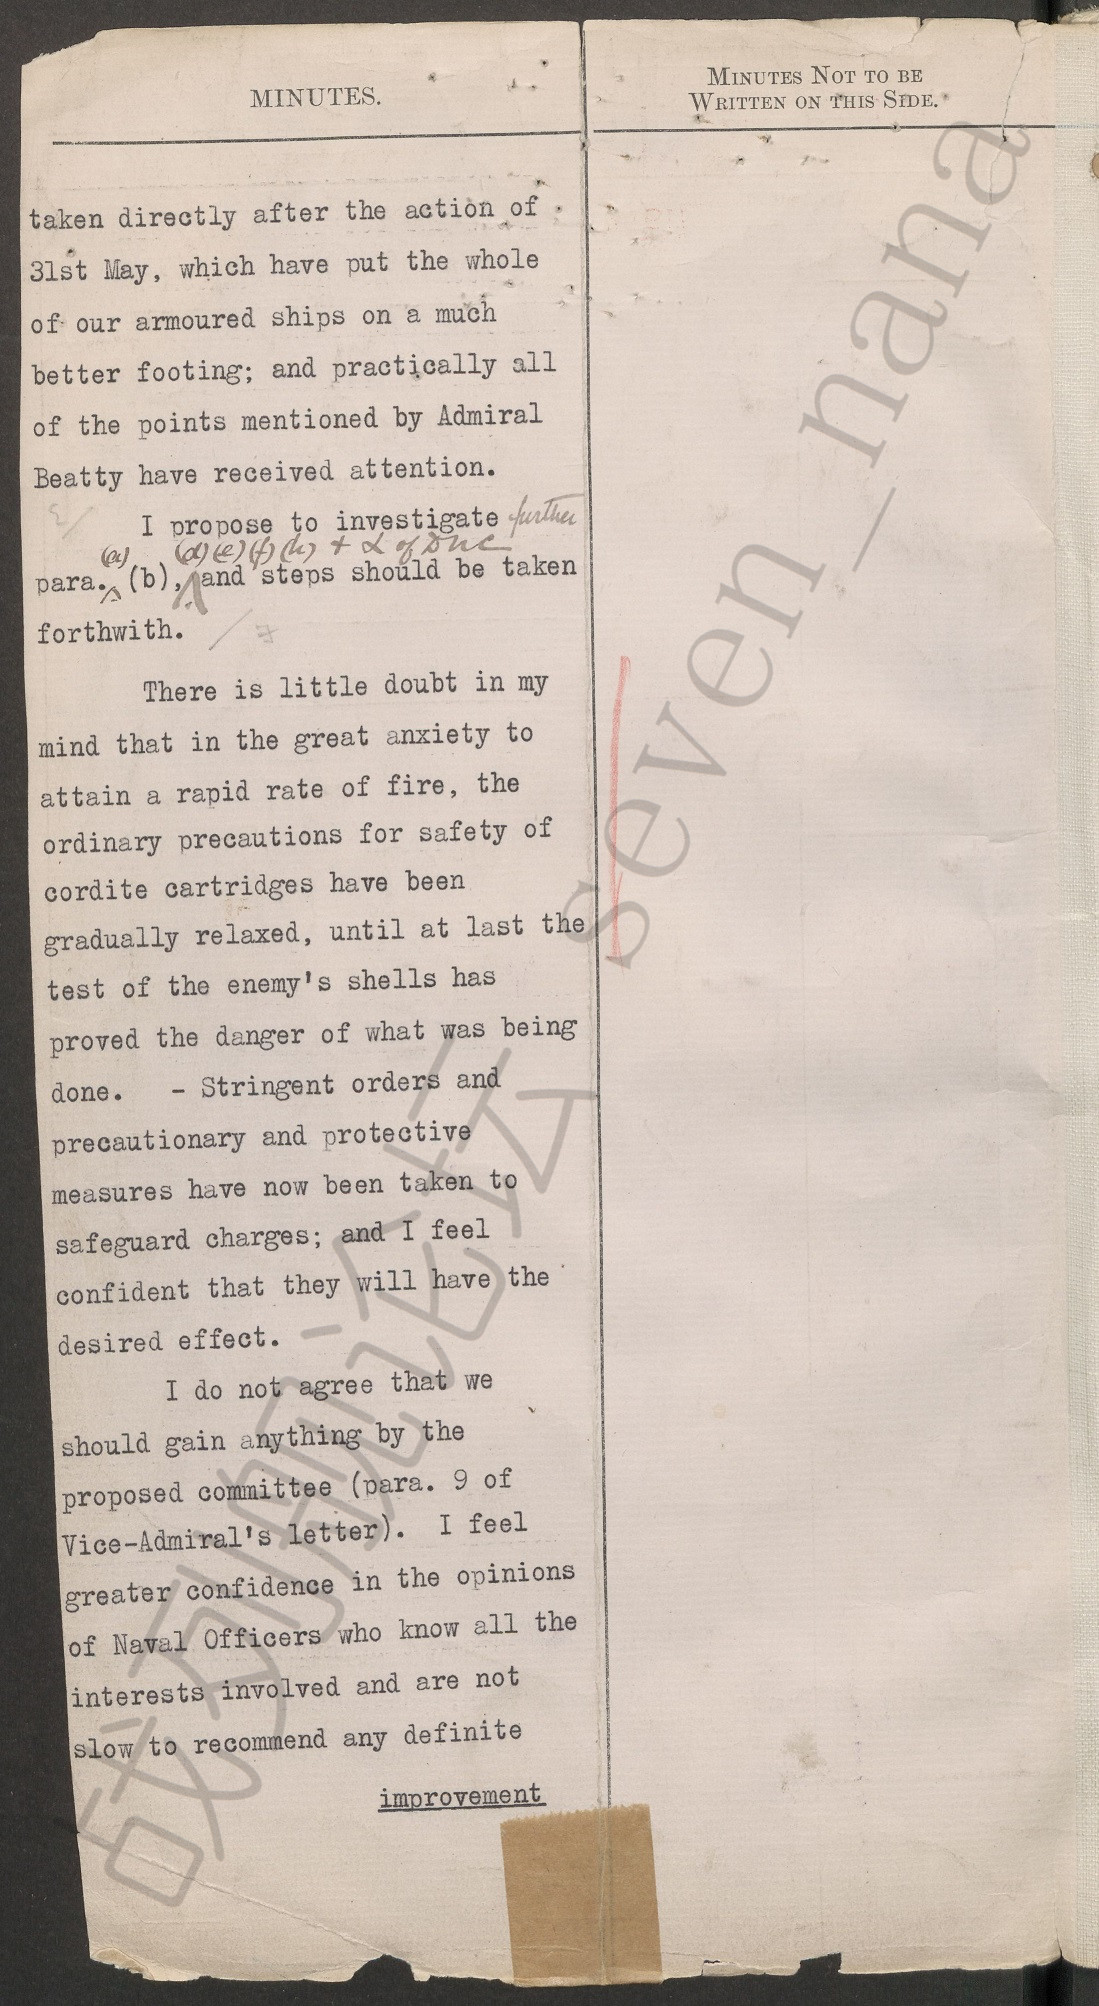 MINUTES.
MINUTES NOT TO BE
WRITTEN ON THIS SIDE.
taken directly after the action of
31st May, which have put the whole
of our armoured ships on a much
better footing; and practically all
of the points mentioned by Admiral
Beatty have received attention.
I propose to investigate further
(a) (d) (e) (f) (h) + of DNC
para. (b), and steps should be taken
forthwith.
There is little doubt in my
mind that in the great anxiety to
attain a rapid rate of fire, the
ordinary precautions for safety of
cordite cartridges have been
gradually relaxed, until at last the
test of the enemy's shells has
proved the danger of what was being
done. - Stringent orders and
precautionary and protective
measures have now been taken to
safeguard charges; and I feel
confident that they will have the
desired effect.
I do not agree that we
should gain anything by the
proposed committee (para. 9 of
Vice-Admiral's letter). I feel
greater confidence in the opinions
of Naval Officers who know all the
interests involved and are not
slow to recommend any definite
improvement
战列舰论坛 seven_nana